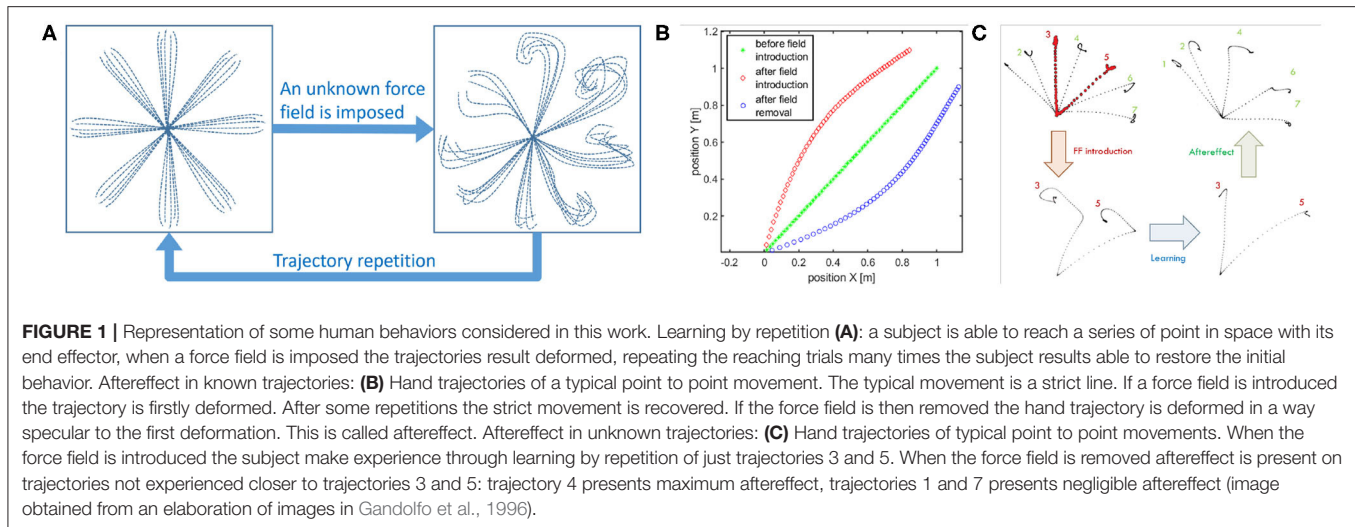 A
An unknown force
field is imposed
Trajectory repetition
B
1.2
1
0.8
0.6
0.4
0.2
position Y [m]
before field
introduction
after field
introduction
after field
removal
-0.2
0
0.2
0.4
0.6
0.8
1
position X [m]
C
3
4
2
5
6
7
FF introduction
3
5
Learning
3
5
Aftereffect
2
4
1
6
7
FIGURE 1 | Representation of some human behaviors considered in this work. Learning by repetition (A): a subject is able to reach a series of point in space with its
end effector, when a force field is imposed the trajectories result deformed, repeating the reaching trials many times the subject results able to restore the initial
behavior. Aftereffect in known trajectories: (B) Hand trajectories of a typical point to point movement. The typical movement is a strict line. If a force field is introduced
the trajectory is firstly deformed. After some repetitions the strict movement is recovered. If the force field is then removed the hand trajectory is deformed in a way
specular to the first deformation. This is called aftereffect. Aftereffect in unknown trajectories: (C) Hand trajectories of typical point to point movements. When the
force field is introduced the subject make experience through learning by repetition of just trajectories 3 and 5. When the force field is removed aftereffect is present on
trajectories not experienced closer to trajectories 3 and 5: trajectory 4 presents maximum aftereffect, trajectories 1 and 7 presents negligible aftereffect (image
obtained from an elaboration of images in Gandolfo et al., 1996).